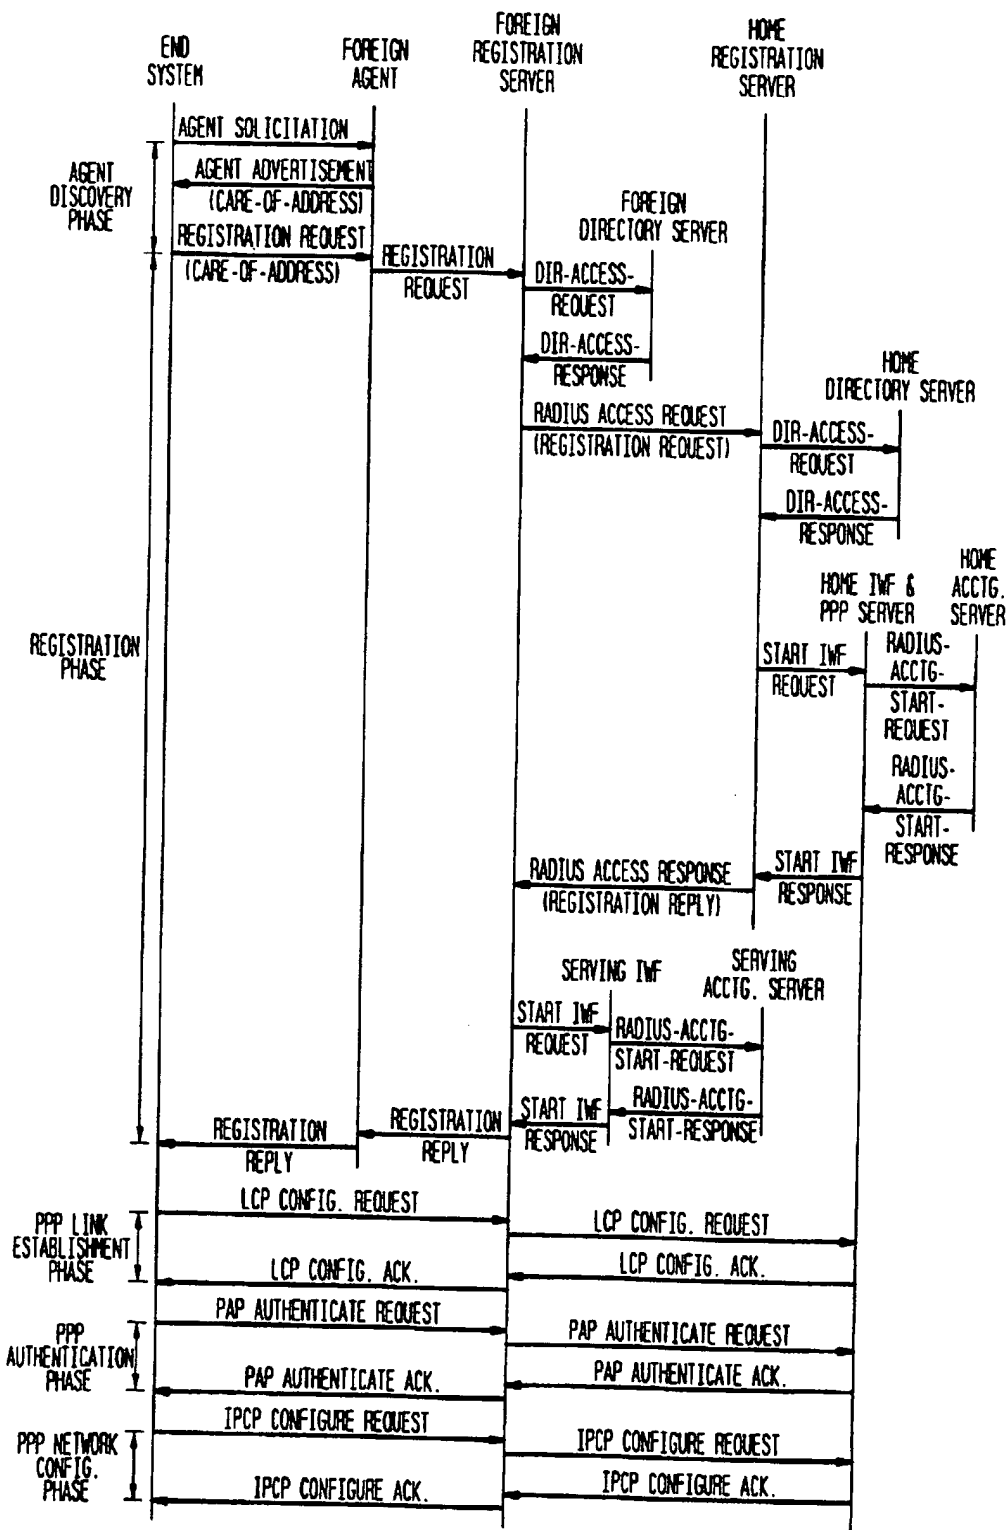 END
SYSTEM
FOREIGN
AGENT
FOREIGN
REGISTRATION
SERVER
HOME
REGISTRATION
SERVER
AGENT SOLICITATION
AGENT
DISCOVERY
PHASE
AGENT ADVERTISEMENT
(CARE-OF-ADDRESS)
FOREIGN
DIRECTORY SERVER
REGISTRATION REQUEST
(CARE-OF-ADDRESS)
REGISTRATION
REQUEST
DIR-ACCESS-
REQUEST
DIR-ACCESS-
RESPONSE
HOME
DIRECTORY SERVER
RADIUS ACCESS REQUEST
(REGISTRATION REQUEST)
DIR-ACCESS-
REQUEST
DIR-ACCESS-
RESPONSE
HOME IWF &
PPP SERVER
HOME
ACCTG.
SERVER
REGISTRATION
PHASE
START IWF
REQUEST
RADIUS-
ACCTG-
START-
REQUEST
RADIUS-
ACCTG-
START-
RESPONSE
START IWF
RESPONSE
RADIUS ACCESS RESPONSE
(REGISTRATION REPLY)
SERVING IWF
SERVING
ACCTG. SERVER
START IWF
REQUEST
RADIUS-ACCTG-
START-REQUEST
RADIUS-ACCTG-
START-RESPONSE
START IWF
RESPONSE
REGISTRATION
REPLY
REGISTRATION
REPLY
PPP LINK
ESTABLISHMENT
PHASE
LCP CONFIG. REQUEST
LCP CONFIG. REQUEST
LCP CONFIG. ACK.
LCP CONFIG. ACK.
PPP
AUTHENTICATION
PHASE
PAP AUTHENTICATE REQUEST
PAP AUTHENTICATE REQUEST
PAP AUTHENTICATE ACK.
PAP AUTHENTICATE ACK.
PPP NETWORK
CONFIG.
PHASE
IPCP CONFIGURE REQUEST
IPCP CONFIGURE REQUEST
IPCP CONFIGURE ACK.
IPCP CONFIGURE ACK.